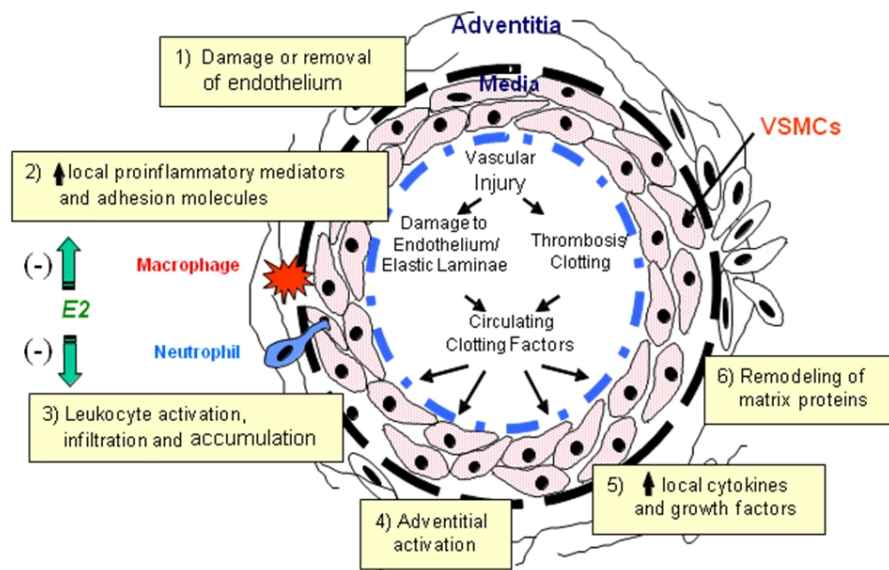 Adventitia
1) Damage or removal
of endothelium
Media
VSMCs
2) local proinflammatory mediators
and adhesion molecules
Vascular
Injury
Damage to
Endothelium/
Elastic Laminae
Thrombosis/
Clotting
(-)
Macrophage
E2
Circulating
Clotting Factors
(-)
Neutrophil
3) Leukocyte activation,
infiltration and accumulation
6) Remodeling of
matrix proteins
5) local cytokines
and growth factors
4) Adventitial
activation